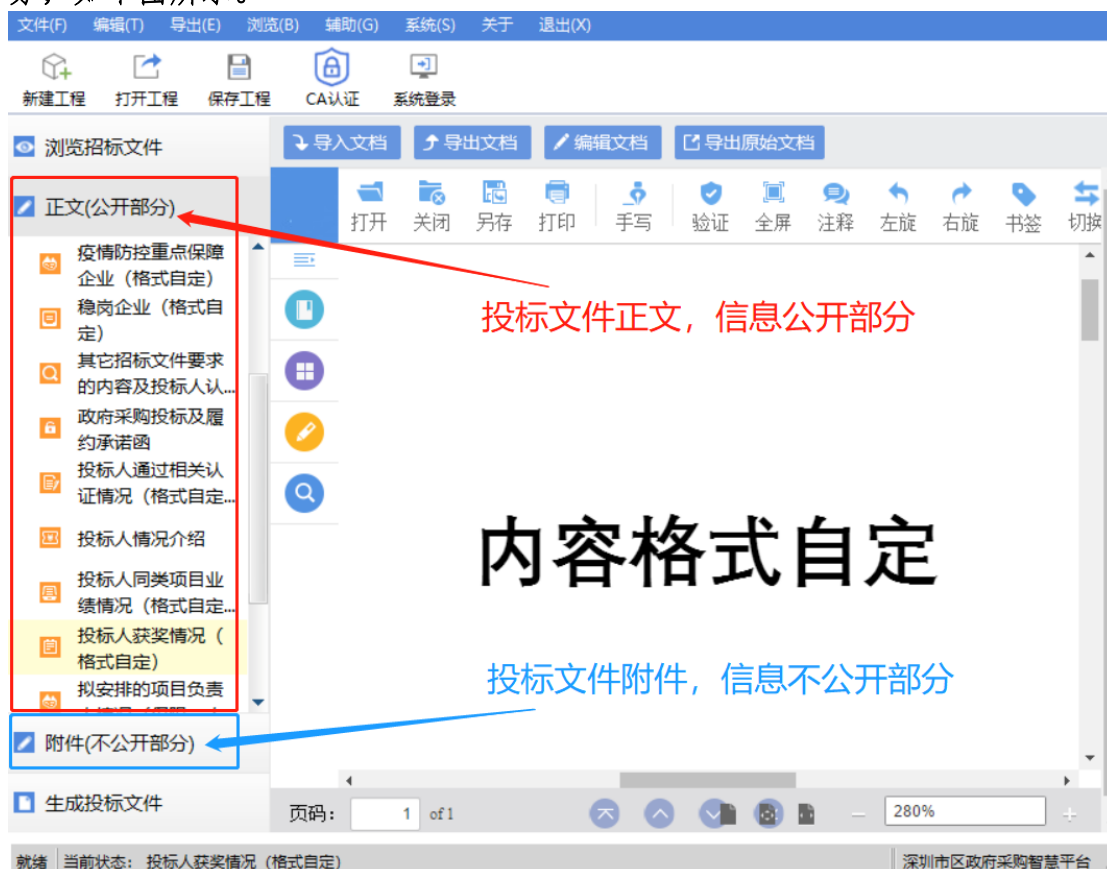 文件(F) 编辑(T) 导出(E) 浏览(B) 辅助(G) 系统(S) 关于 退出(X)
新建工程 打开工程 保存工程 CA认证 系统登录
浏览招标文件
导入文档 导出文档 编辑文档 导出原始文档
正文(公开部分)
打开 关闭 另存 打印 手写 验证 全屏 注释 左旋 右旋 书签 切换
疫情防控重点保障
企业（格式自定）
稳岗企业（格式自
定）
投标文件正文，信息公开部分
其它招标文件要求
的内容及投标人认...
政府采购投标及履
约承诺函
投标人通过相关认
证情况（格式自定...
投标人情况介绍
内容格式自定
投标人同类项目业
绩情况（格式自定...
投标人获奖情况（
格式自定）
拟安排的项目负责
投标文件附件，信息不公开部分
附件(不公开部分)
生成投标文件
页码： 1 of 1 280%
就绪 当前状态： 投标人获奖情况（格式自定） 深圳市区政府采购智慧平台